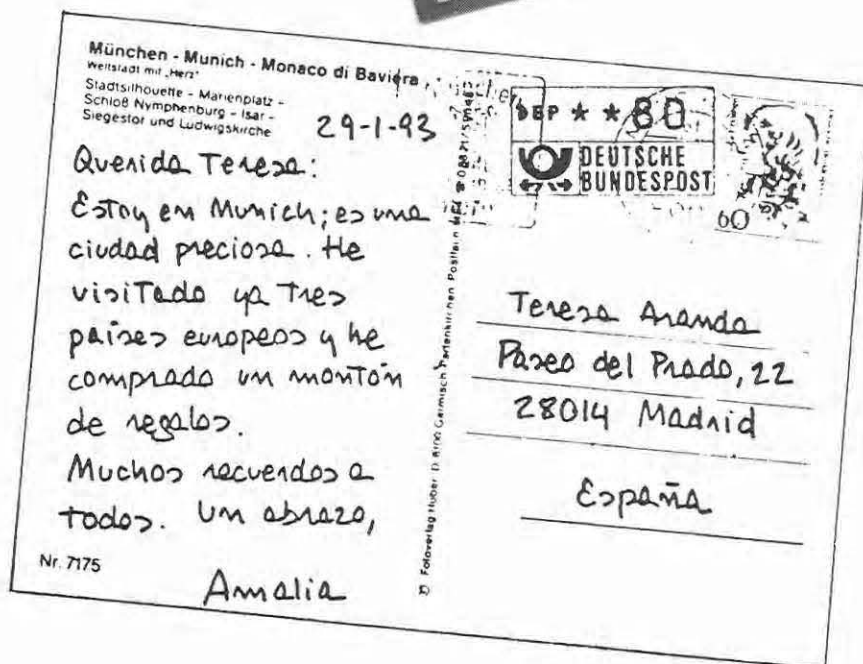 München - Munich - Monaco di Baviera
Weltstadt mit „Herz"
Stadtsilhouette - Marienplatz -
Schloß Nymphenburg - Isar -
Siegestor und Ludwigskirche
29-1-93
Querida Teresa:
Estoy en Munich; es una
ciudad preciosa. He
visitado ya tres
países europeos y he
comprado un montón
de regalos.
Muchos recuerdos a
todos. Un abrazo,
Amalia
Nr. 7175
© Fotoverlag Huber Garmisch-Partenkirchen Postfach
DBP * * 80
DEUTSCHE
BUNDESPOST
60
Teresa Aranda
Paseo del Prado, 22
28014 Madrid
España